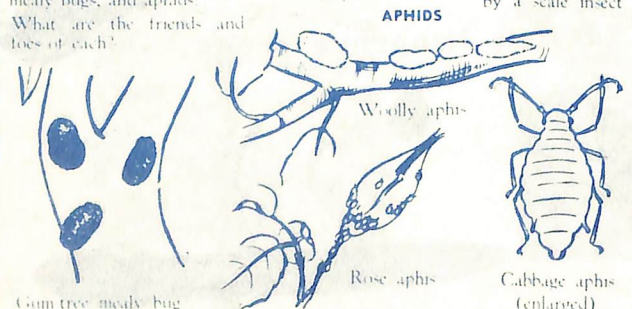 mealy bugs, and aphids.
What are the friends and
foes of each?
by a scale insect
APHIDS
Woolly aphis
Rose aphis
Cabbage aphis
(enlarged)
Gum tree mealy bug